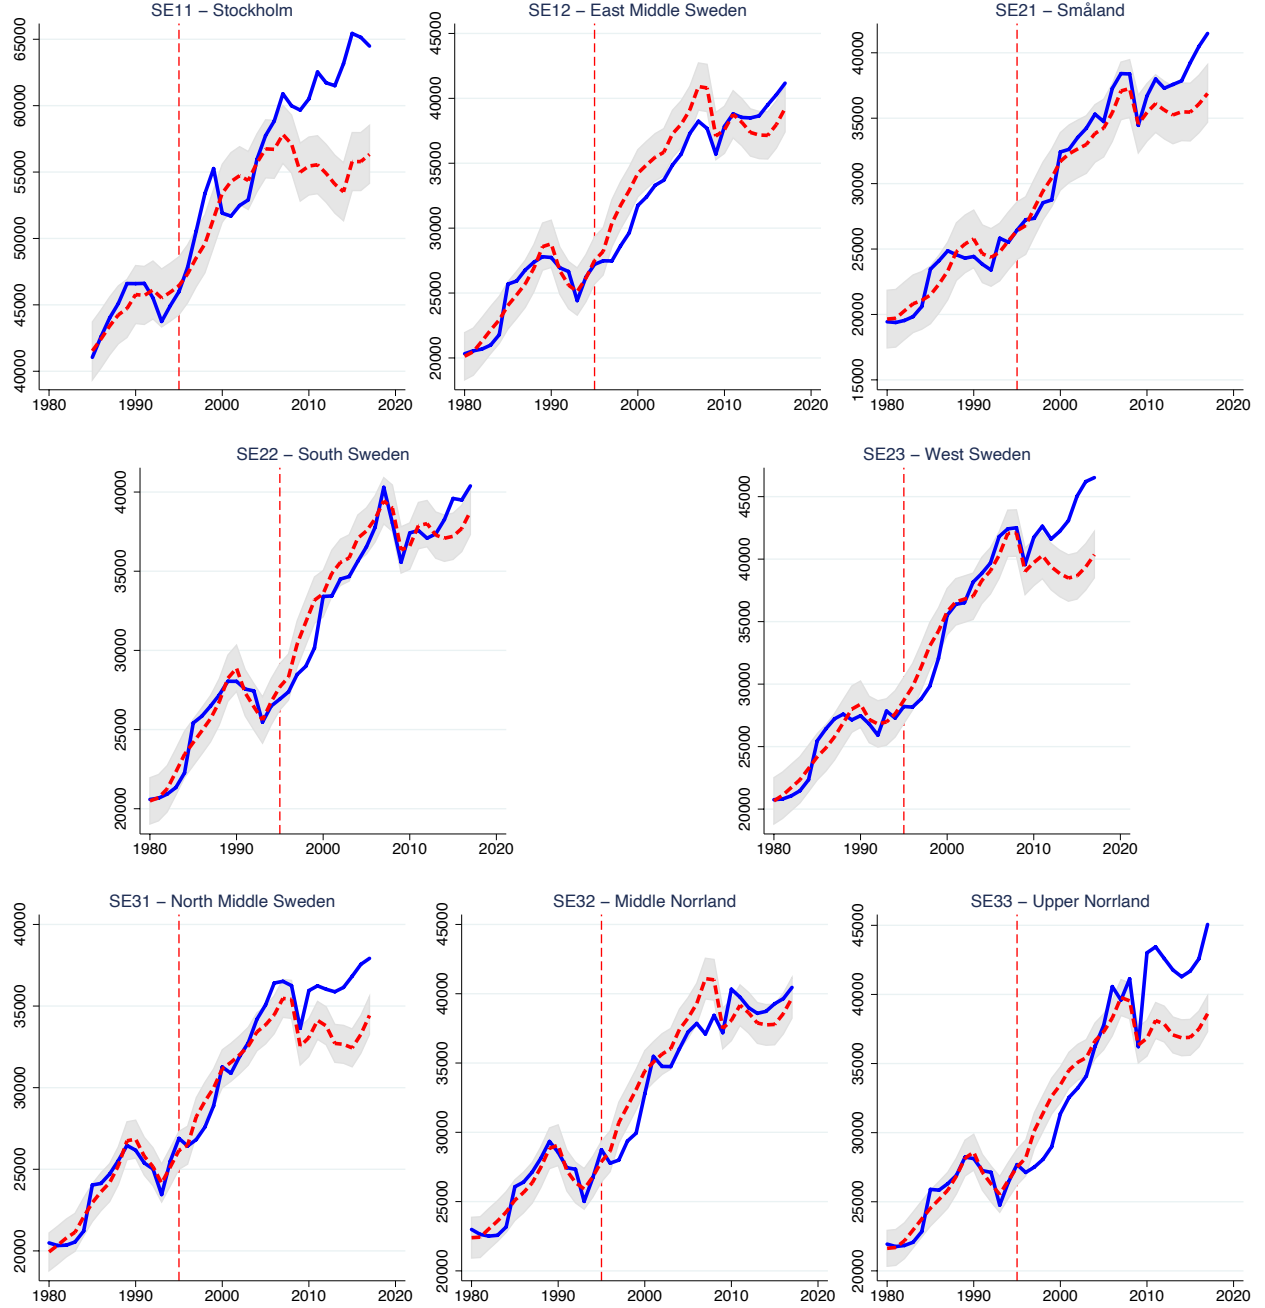 SE11 – Stockholm
65000
60000
55000
50000
45000
40000
1980 1990 2000 2010 2020
SE12 – East Middle Sweden
45000
40000
35000
30000
25000
20000
1980 1990 2000 2010 2020
SE21 – Småland
40000
35000
30000
25000
20000
15000
1980 1990 2000 2010 2020
SE22 – South Sweden
40000
35000
30000
25000
20000
1980 1990 2000 2010 2020
SE23 – West Sweden
45000
40000
35000
30000
25000
20000
1980 1990 2000 2010 2020
SE31 – North Middle Sweden
40000
35000
30000
25000
20000
1980 1990 2000 2010 2020
SE32 – Middle Norrland
45000
40000
35000
30000
25000
20000
1980 1990 2000 2010 2020
SE33 – Upper Norrland
45000
40000
35000
30000
25000
20000
1980 1990 2000 2010 2020